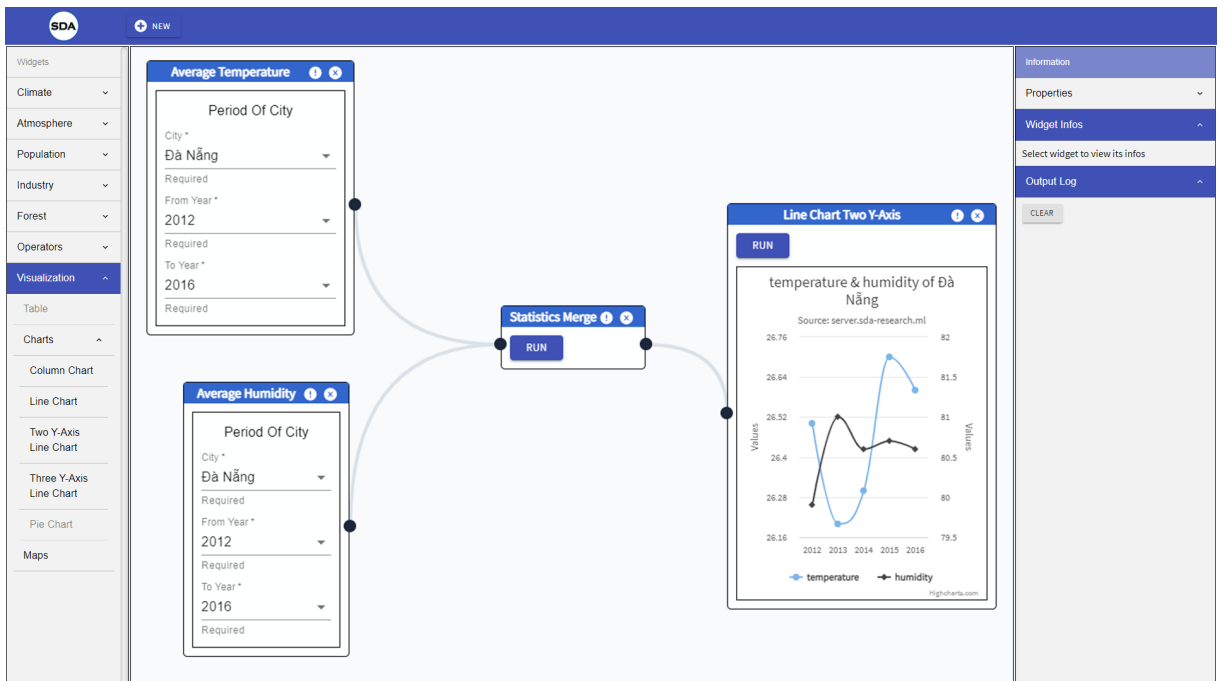 SDA
NEW
Widgets
Climate
Atmosphere
Population
Industry
Forest
Operators
Visualization
Table
Charts
Column Chart
Line Chart
Two Y-Axis
Line Chart
Three Y-Axis
Line Chart
Pie Chart
Maps
Average Temperature
Period Of City
City *
Đà Nẵng
Required
From Year *
2012
Required
To Year *
2016
Required
Average Humidity
Period Of City
City *
Đà Nẵng
Required
From Year *
2012
Required
To Year *
2016
Required
Statistics Merge
RUN
Line Chart Two Y-Axis
RUN
temperature & humidity of Đà
Nẵng
Source: server.sda-research.ml
26.76 82
26.64 81.5
26.52 81
26.4 80.5
26.28 80
26.16 79.5
Values
Values
2012 2013 2014 2015 2016
temperature humidity
Highcharts.com
Information
Properties
Widget Infos
Select widget to view its infos
Output Log
CLEAR